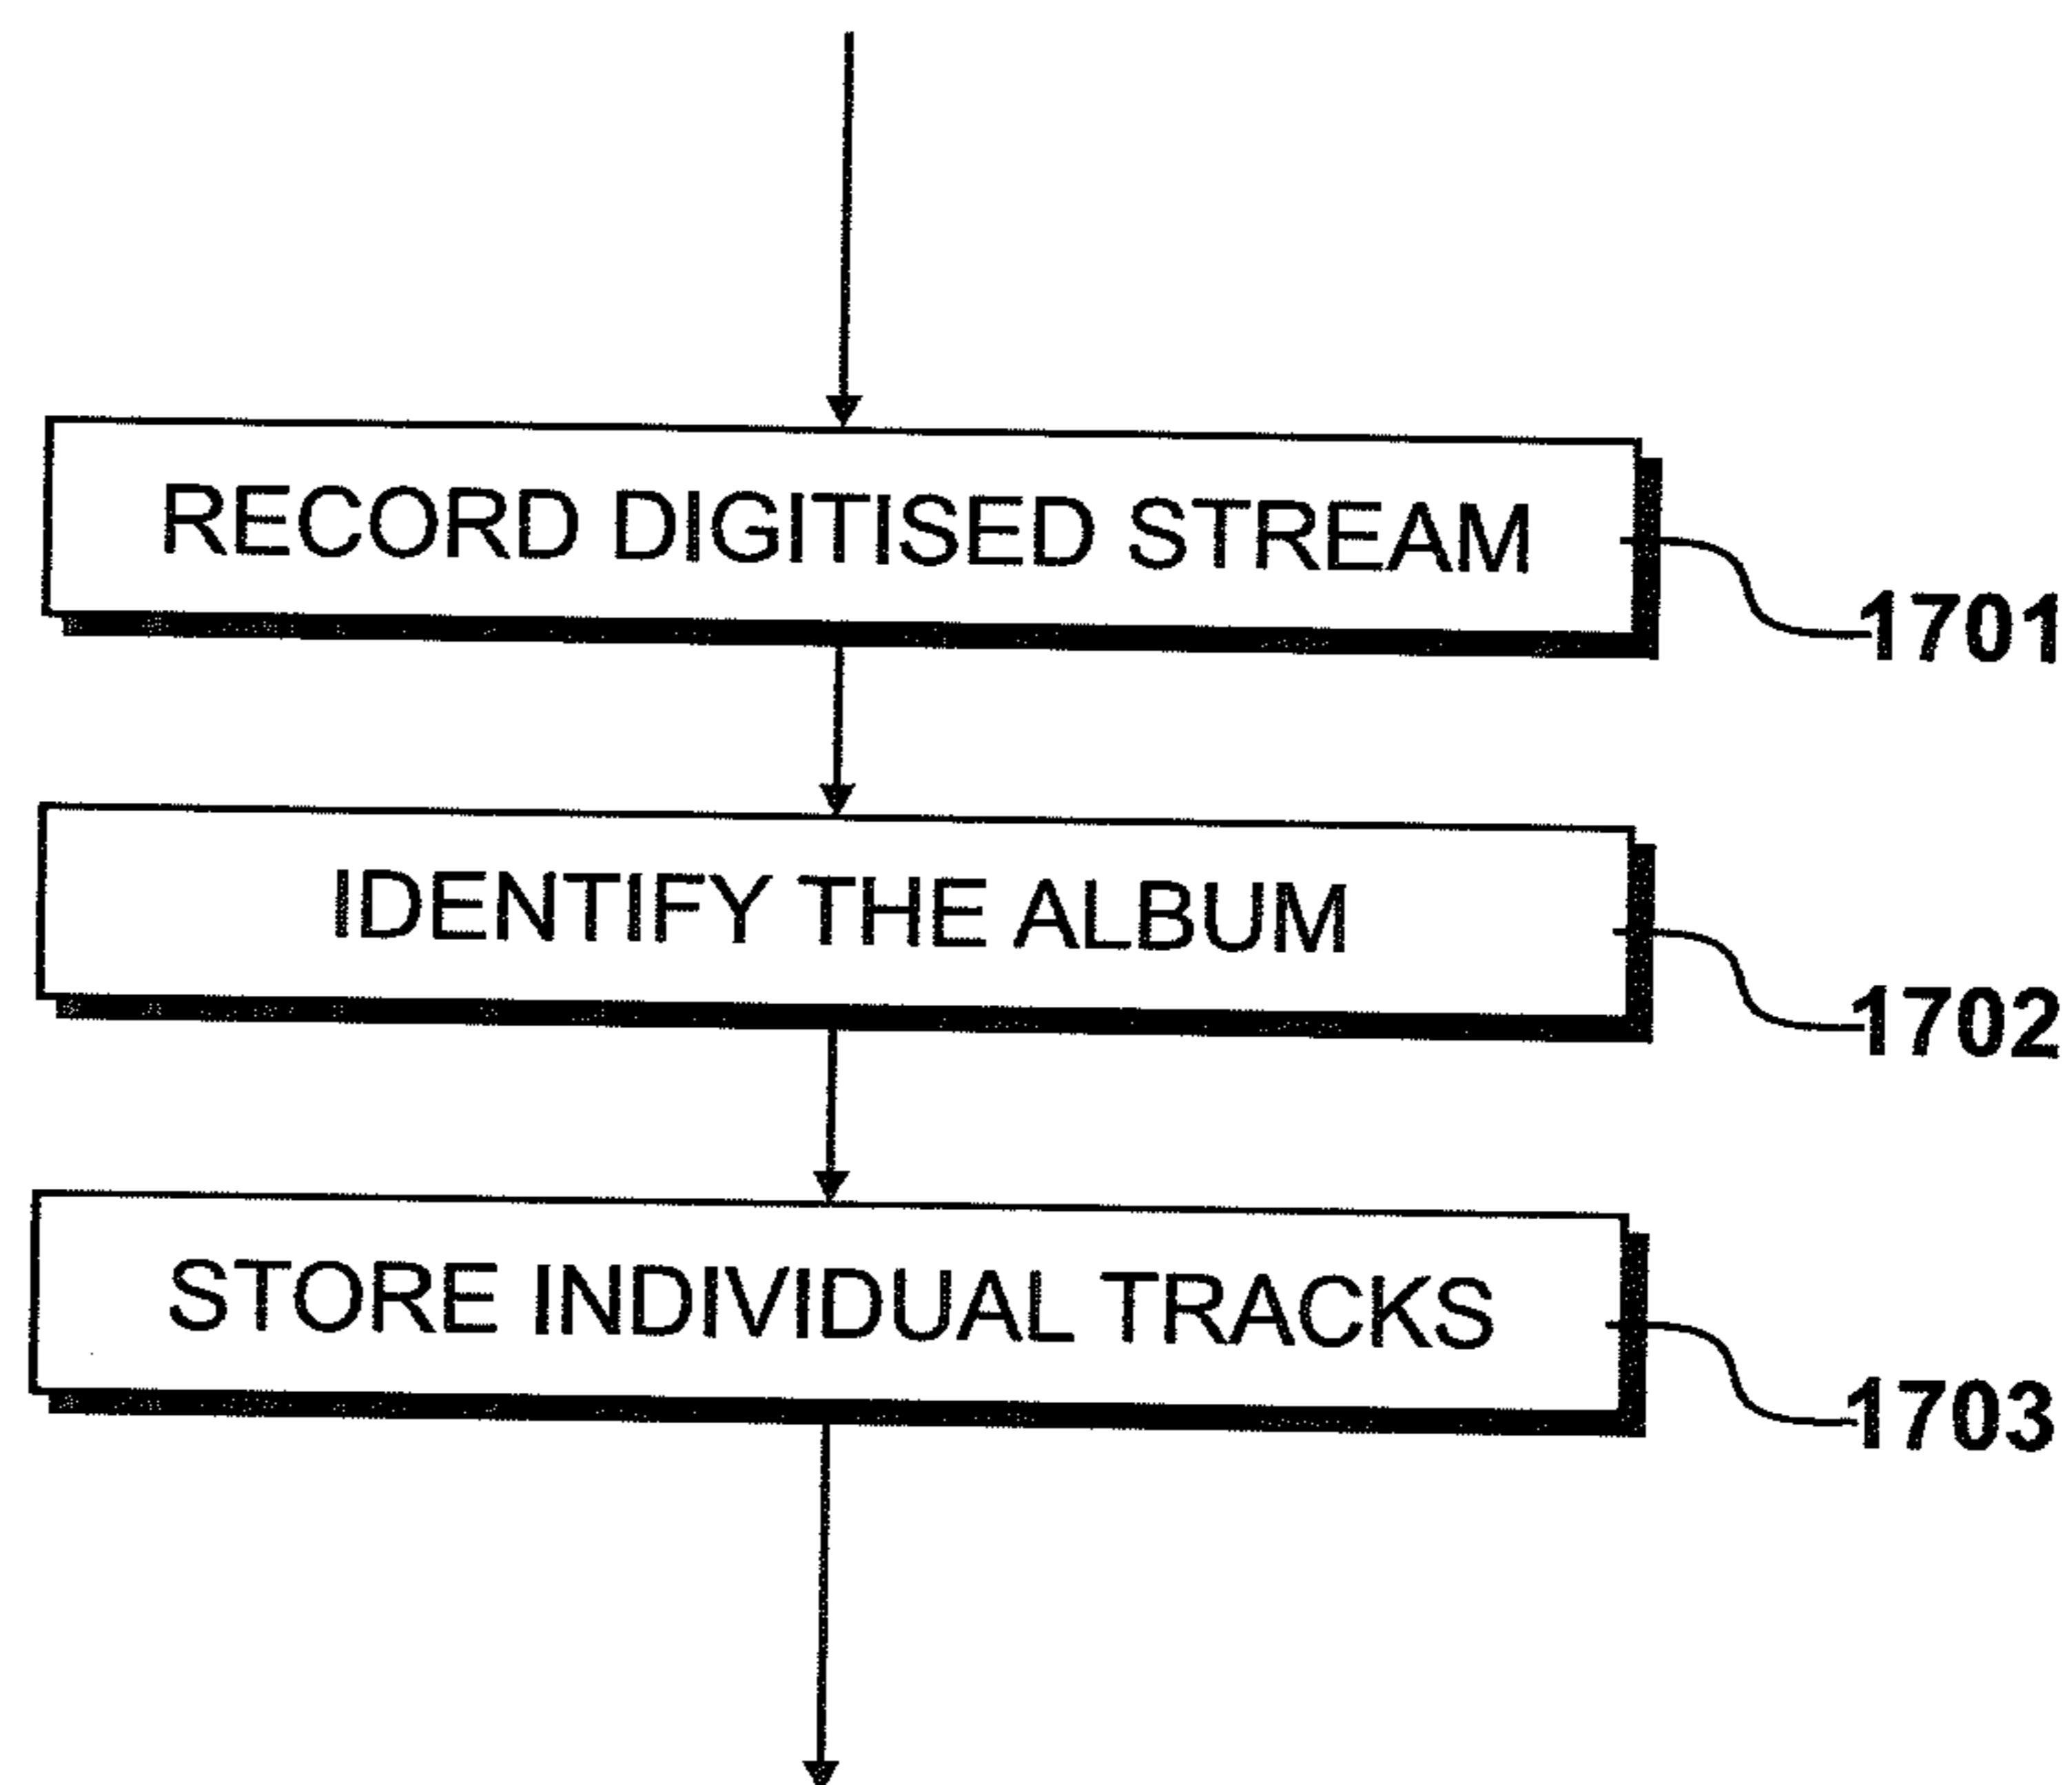 RECORD DIGITISED STREAM
1701
IDENTIFY THE ALBUM
1702
STORE INDIVIDUAL TRACKS
1703